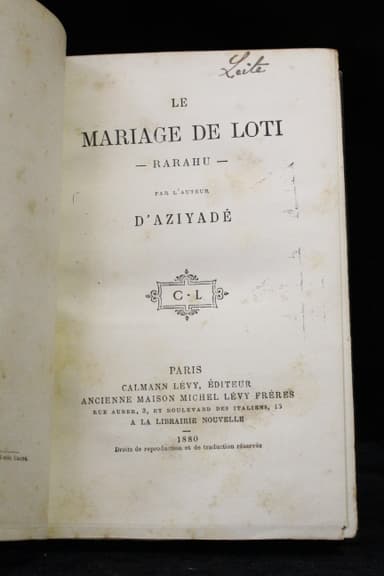 Leite
LE
MARIAGE DE LOTI
— RARAHU —
PAR L'AUTEUR
D'AZIYADÉ
C·L
PARIS
CALMANN LÉVY, ÉDITEUR
ANCIENNE MAISON MICHEL LÉVY FRÈRES
RUE AUBER, 3, ET BOULEVARD DES ITALIENS, 15
A LA LIBRAIRIE NOUVELLE
—
1880
Droits de reproduction et de traduction réservés